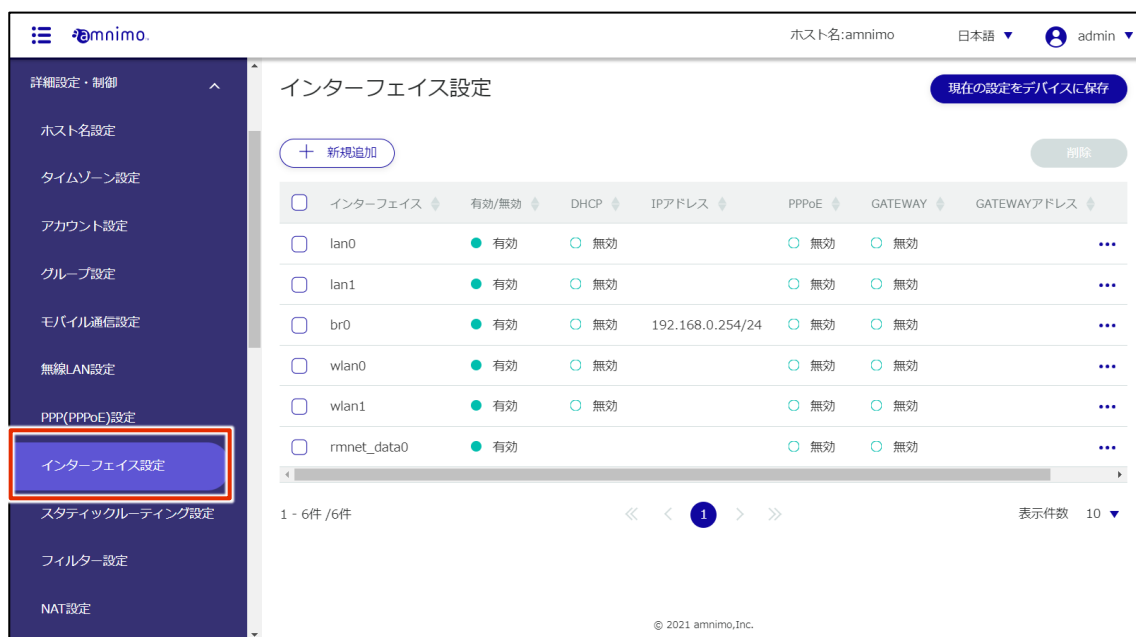 amnimo.
ホスト名:amnimo
日本語 ▼
admin ▼
詳細設定・制御
ホスト名設定
タイムゾーン設定
アカウント設定
グループ設定
モバイル通信設定
無線LAN設定
PPP(PPPoE)設定
インターフェイス設定
スタティックルーティング設定
フィルター設定
NAT設定
インターフェイス設定
現在の設定をデバイスに保存
+ 新規追加
削除
インターフェイス 有効/無効 DHCP IPアドレス PPPoE GATEWAY GATEWAYアドレス
lan0 有効 無効 無効 無効
lan1 有効 無効 無効 無効
br0 有効 無効 192.168.0.254/24 無効 無効
wlan0 有効 無効 無効 無効
wlan1 有効 無効 無効 無効
rmnet_data0 有効 無効 無効
1 - 6件 /6件
1
表示件数 10 ▼
© 2021 amnimo,Inc.